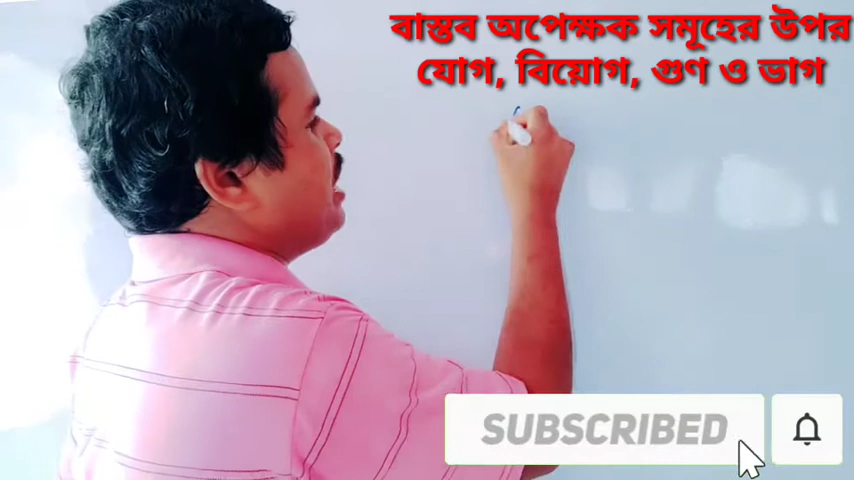 বাস্তব অপেক্ষক সমূহের উপর
যোগ, বিয়োগ, গুণ ও ভাগ
SUBSCRIBED